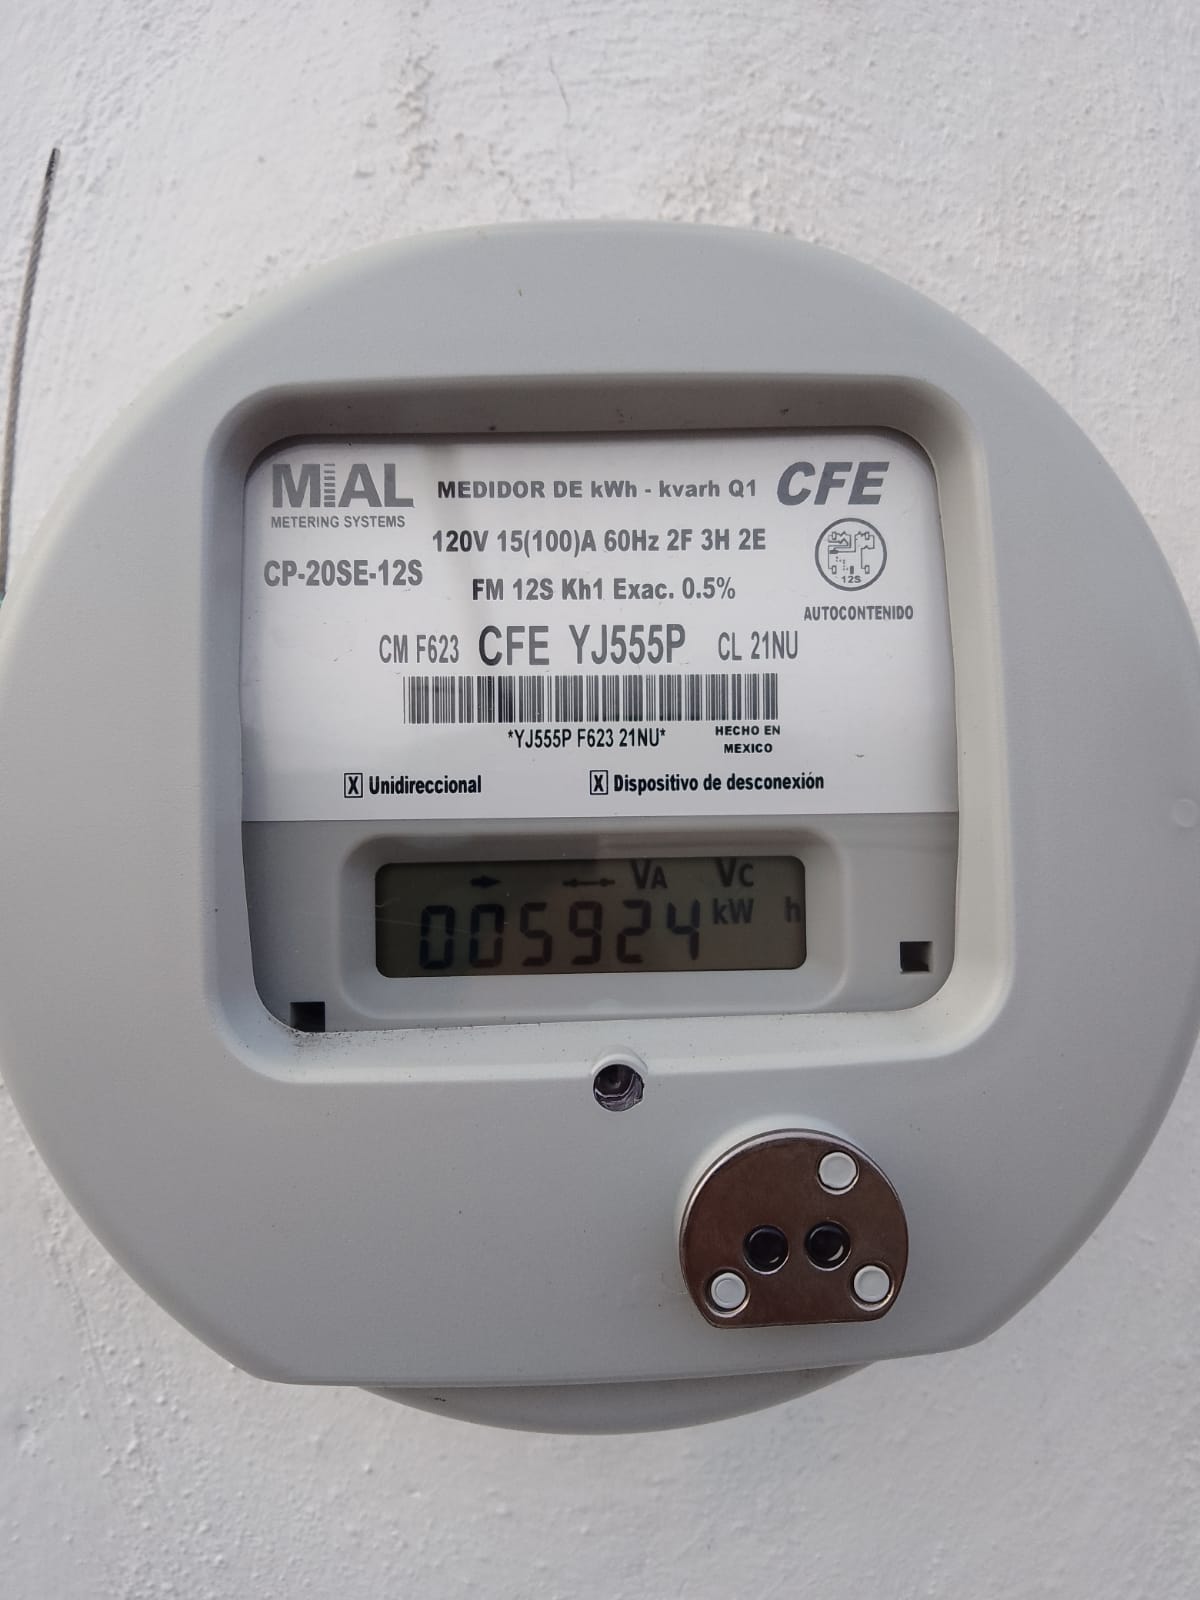 MIAL
METERING SYSTEMS
MEDIDOR DE kWh - kvarh Q1
CFE
120V 15(100)A 60Hz 2F 3H 2E
CP-20SE-12S
FM 12S Kh1 Exac. 0.5%
12S
AUTOCONTENIDO
CM F623 CFE YJ555P CL 21NU
*YJ555P F623 21NU*
HECHO EN
MEXICO
X Unidireccional
X Dispositivo de desconexión
VA VC
005924 kW h